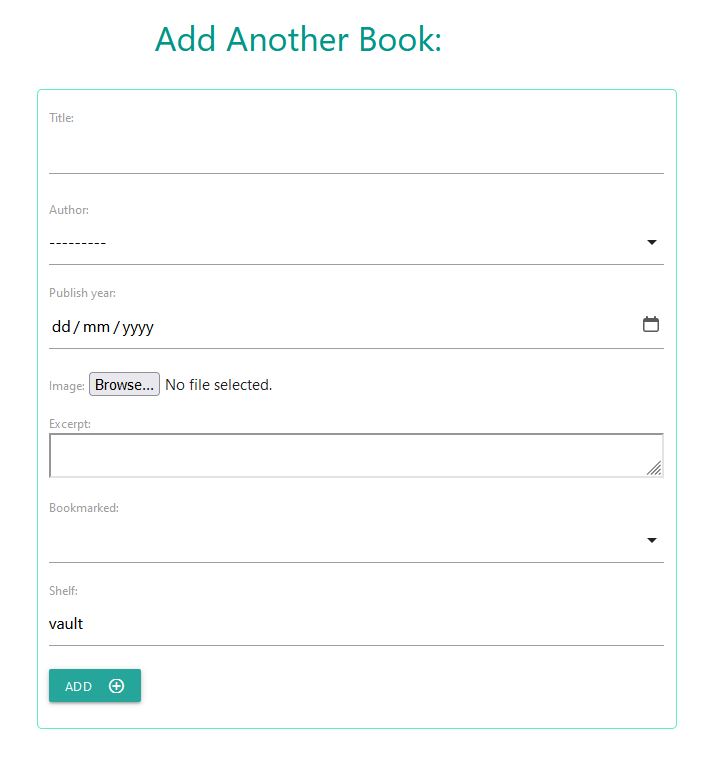 Add Another Book:
Title:
Author:
---------
Publish year:
dd/mm/yyyy
Image: Browse... No file selected.
Excerpt:
Bookmarked:
Shelf:
vault
ADD